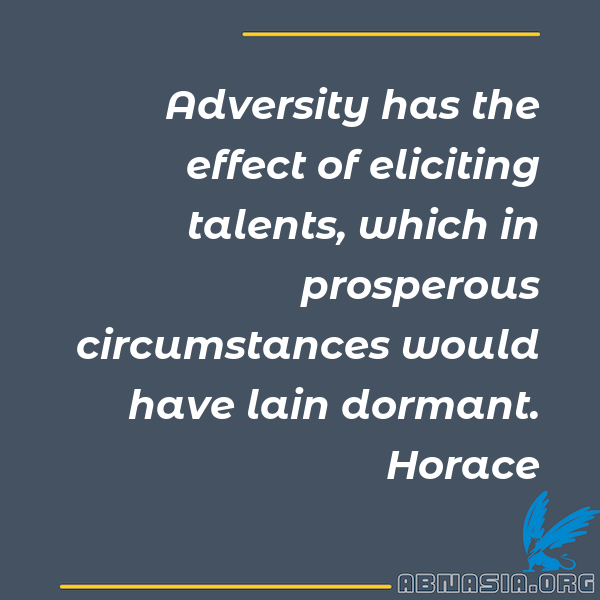 Adversity has the
effect of eliciting
talents, which in
prosperous
circumstances would
have lain dormant.
Horace
ABNASIA.ORG